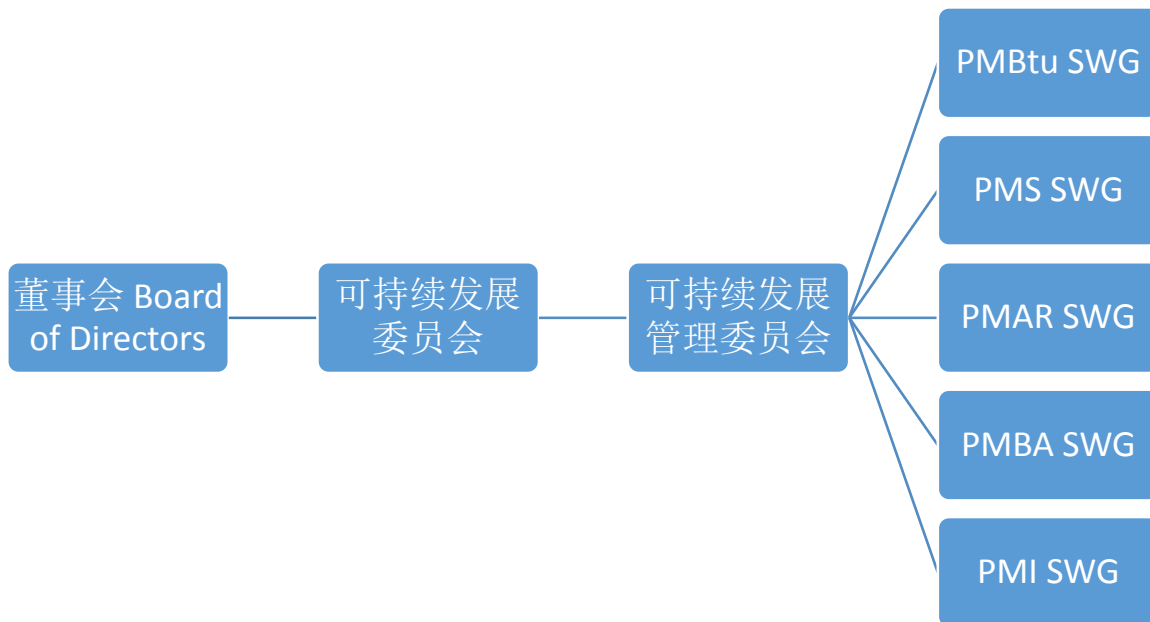 董事会 Board
of Directors
可持续发展
委员会
可持续发展
管理委员会
PMBtu SWG
PMS SWG
PMAR SWG
PMBA SWG
PMI SWG